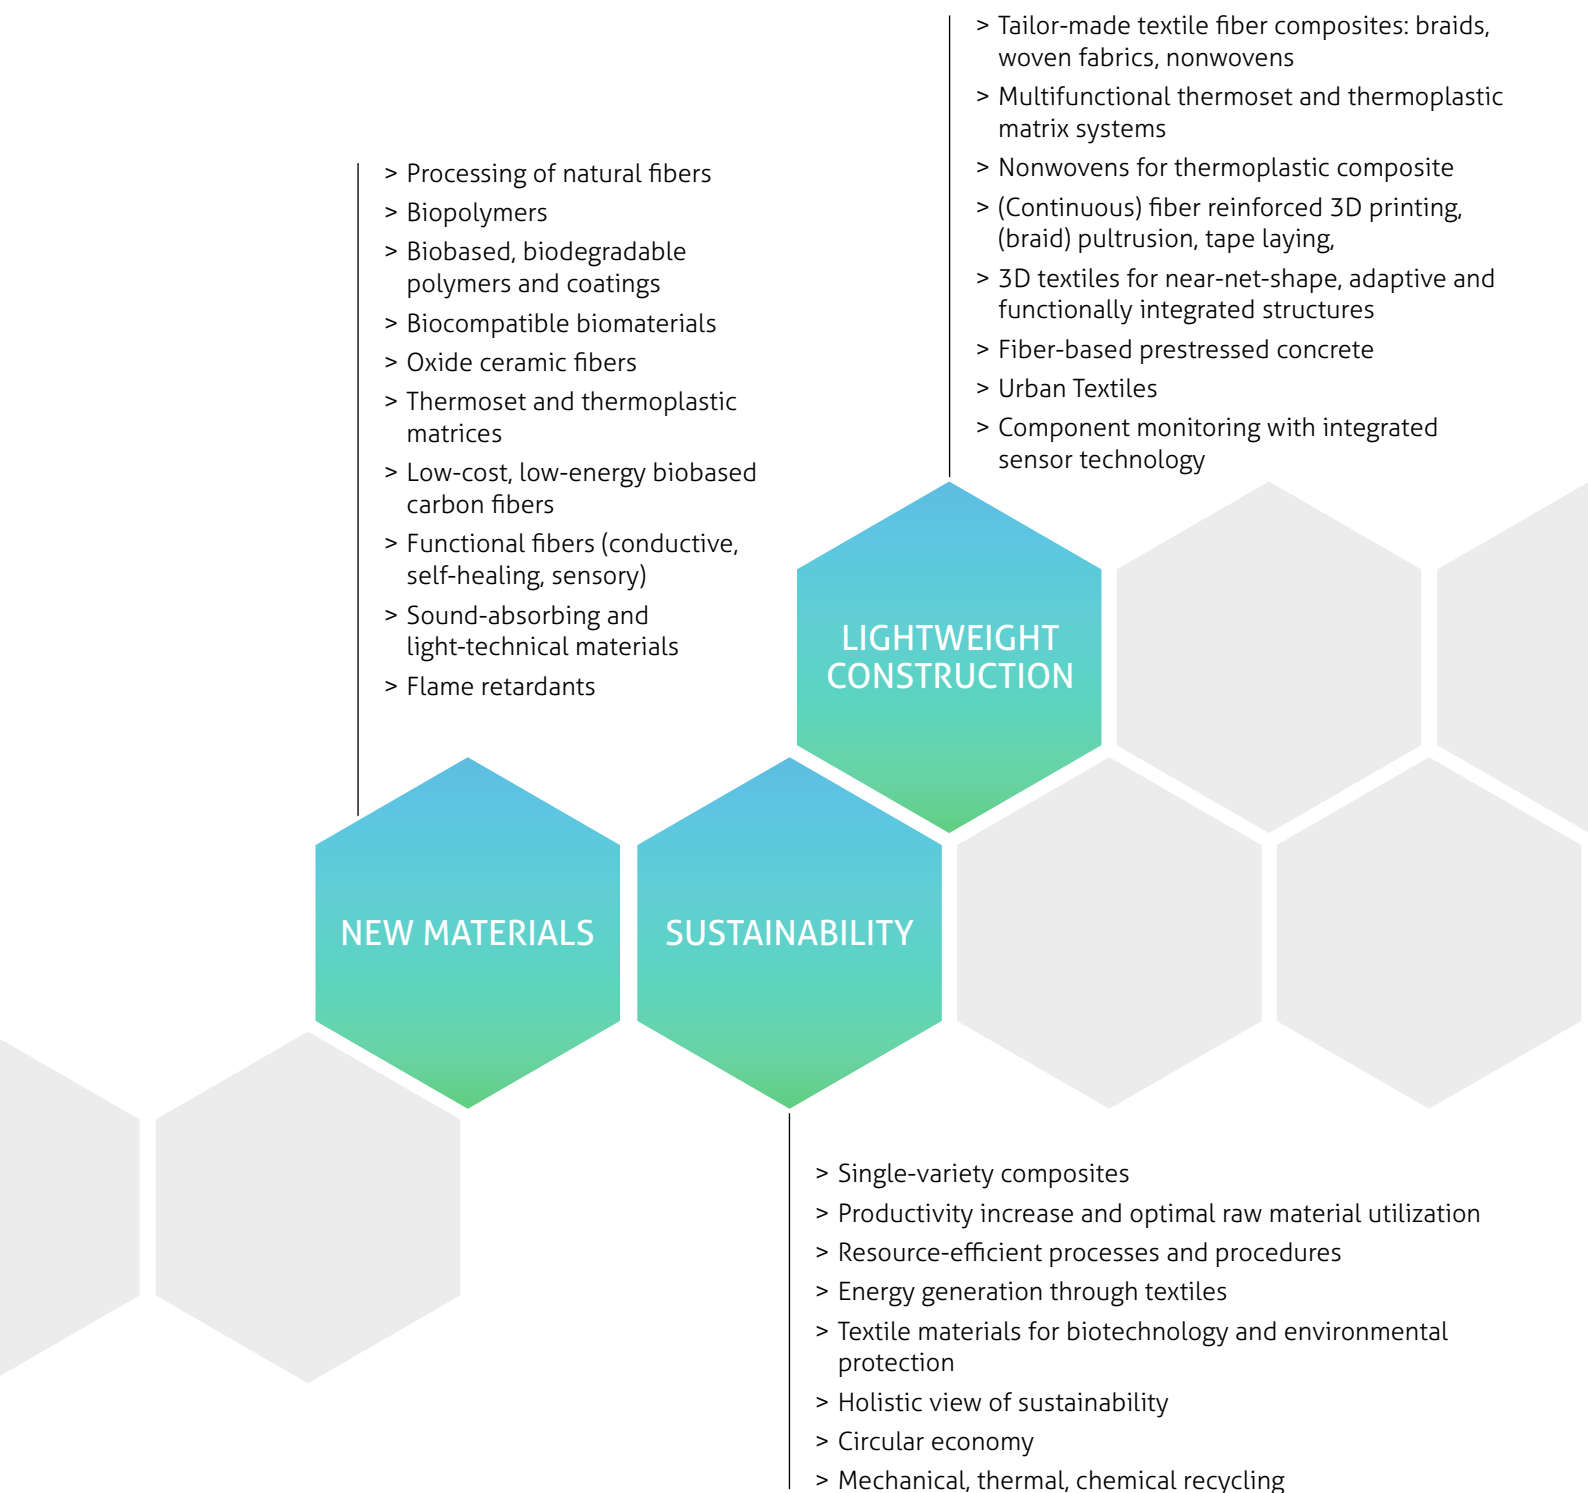 > Tailor-made textile fiber composites: braids,
woven fabrics, nonwovens
> Multifunctional thermoset and thermoplastic
matrix systems
> Nonwovens for thermoplastic composite
> (Continuous) fiber reinforced 3D printing,
(braid) pultrusion, tape laying,
> 3D textiles for near-net-shape, adaptive and
functionally integrated structures
> Fiber-based prestressed concrete
> Urban Textiles
> Component monitoring with integrated
sensor technology
> Processing of natural fibers
> Biopolymers
> Biobased, biodegradable
polymers and coatings
> Biocompatible biomaterials
> Oxide ceramic fibers
> Thermoset and thermoplastic
matrices
> Low-cost, low-energy biobased
carbon fibers
> Functional fibers (conductive,
self-healing, sensory)
> Sound-absorbing and
light-technical materials
> Flame retardants
LIGHTWEIGHT
CONSTRUCTION
NEW MATERIALS
SUSTAINABILITY
> Single-variety composites
> Productivity increase and optimal raw material utilization
> Resource-efficient processes and procedures
> Energy generation through textiles
> Textile materials for biotechnology and environmental
protection
> Holistic view of sustainability
> Circular economy
> Mechanical, thermal, chemical recycling